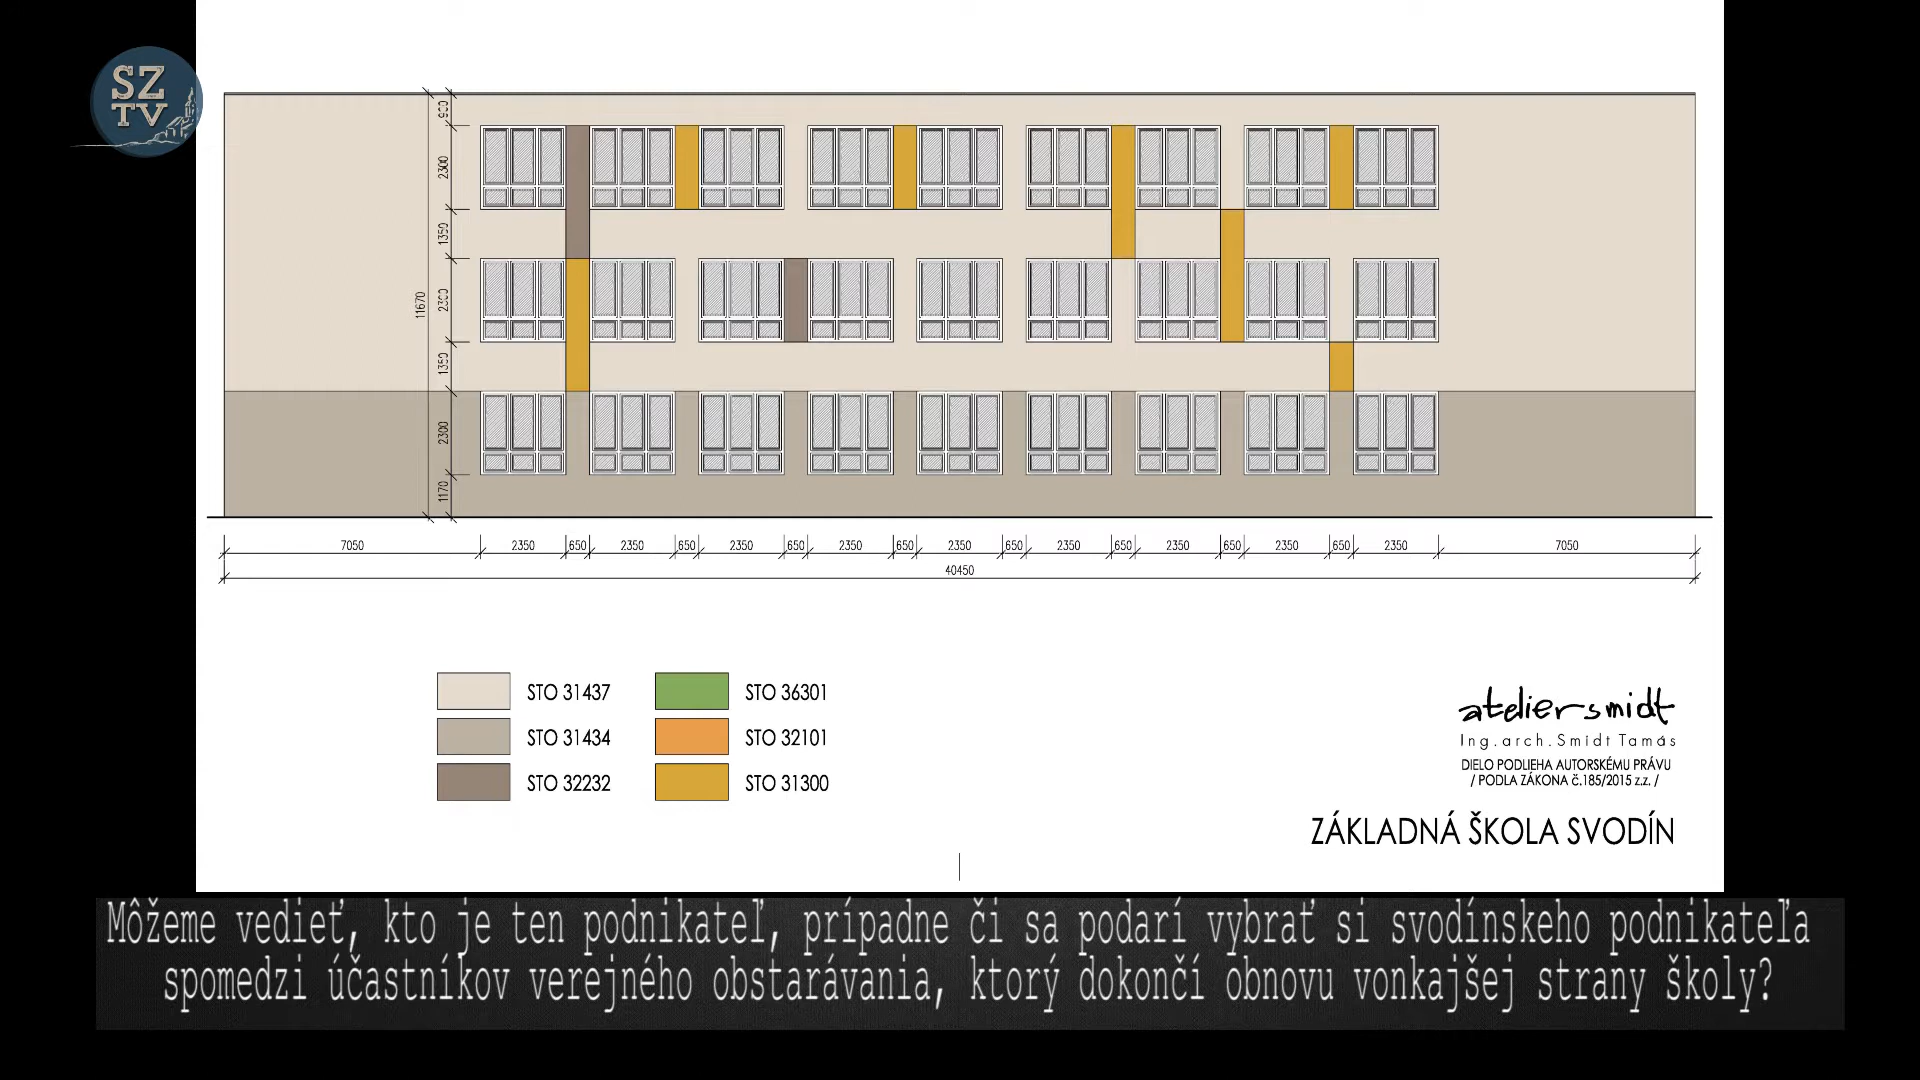 SZ
TV
900
2300
1350
2300
1350
2300
1170
11670
7050 2350 650 2350 650 2350 650 2350 650 2350 650 2350 650 2350 650 2350 650 2350 7050
40450
STO 31437
STO 31434
STO 32232
STO 36301
STO 32101
STO 31300
ateliersmidt
Ing.arch.Smidt Tamás
DIELO PODLIEHA AUTORSKÉMU PRÁVU
/ PODLA ZÁKONA č.185/2015 z.z. /
ZÁKLADNÁ ŠKOLA SVODÍN
Môžeme vedieť, kto je ten podnikateľ, prípadne či sa podarí vybrať si svodínskeho podnikateľa
spomedzi účastníkov verejného obstarávania, ktorý dokončí obnovu vonkajšej strany školy?